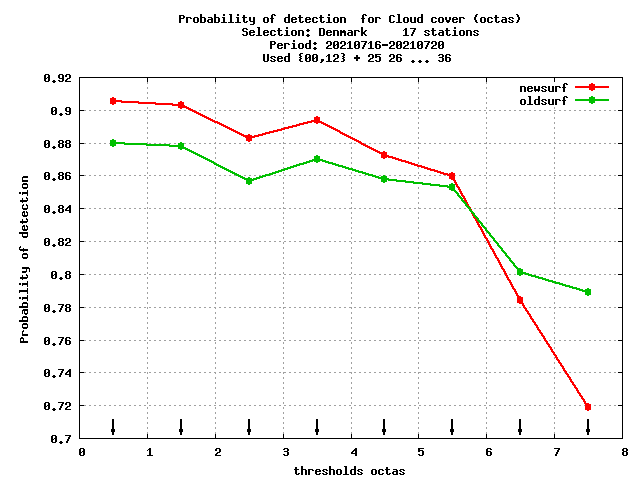 Probability of detection  for Cloud cover (octas)
Selection: Denmark     17 stations
Period: 20210716-20210720
Used {00,12} + 25 26 ... 36
newsurf
oldsurf
0.92
0.9
0.88
0.86
0.84
0.82
0.8
0.78
0.76
0.74
0.72
0.7
Probability of detection
0 1 2 3 4 5 6 7 8
thresholds octas